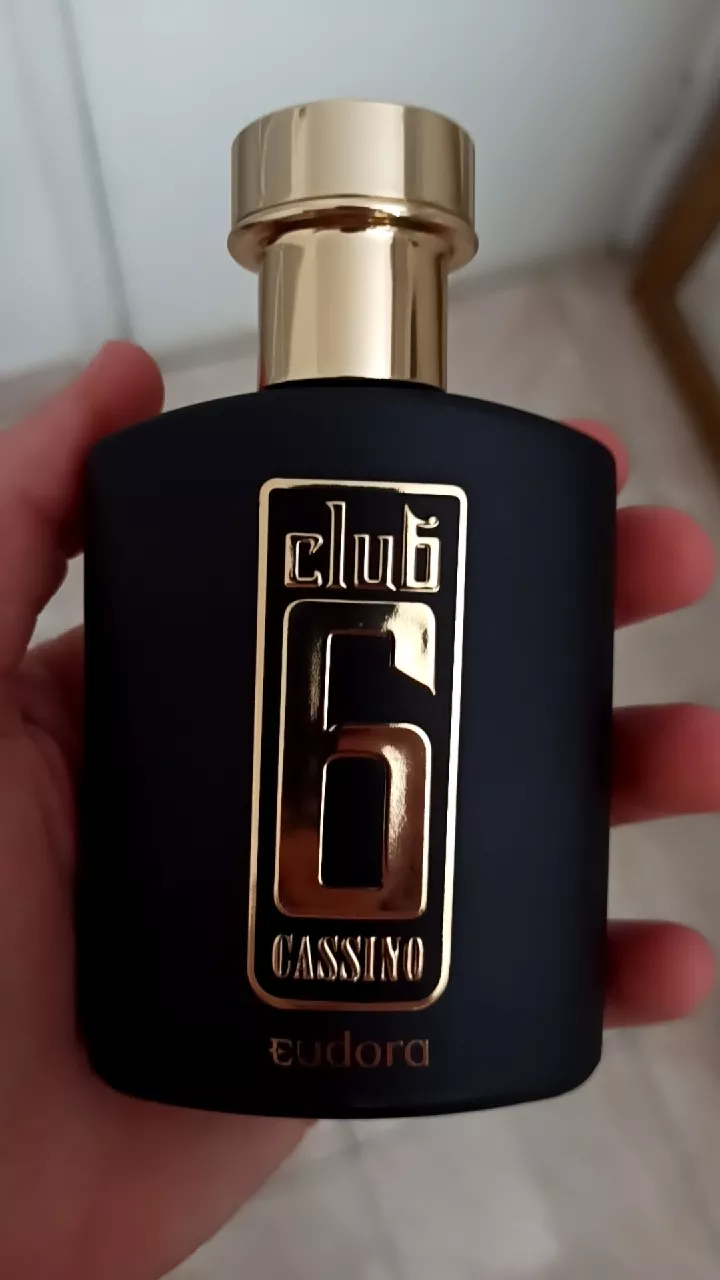 club
6
CASSINO
eudora